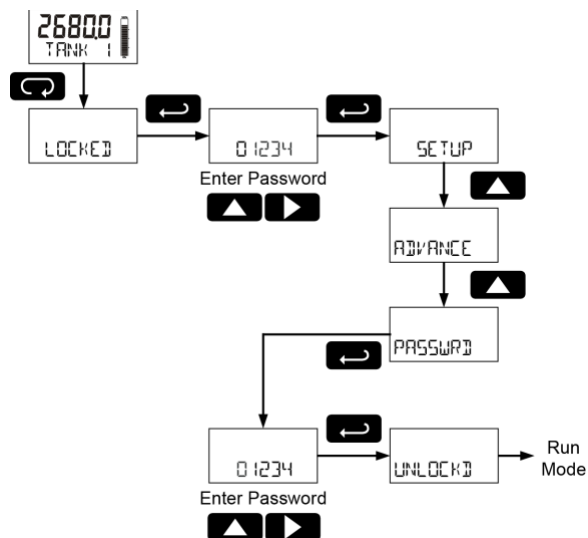 2680.0
TANK 1
LOCKED
01234
SETUP
Enter Password
ADVANCE
PASSWRD
01234
UNLOCKD
Run
Mode
Enter Password